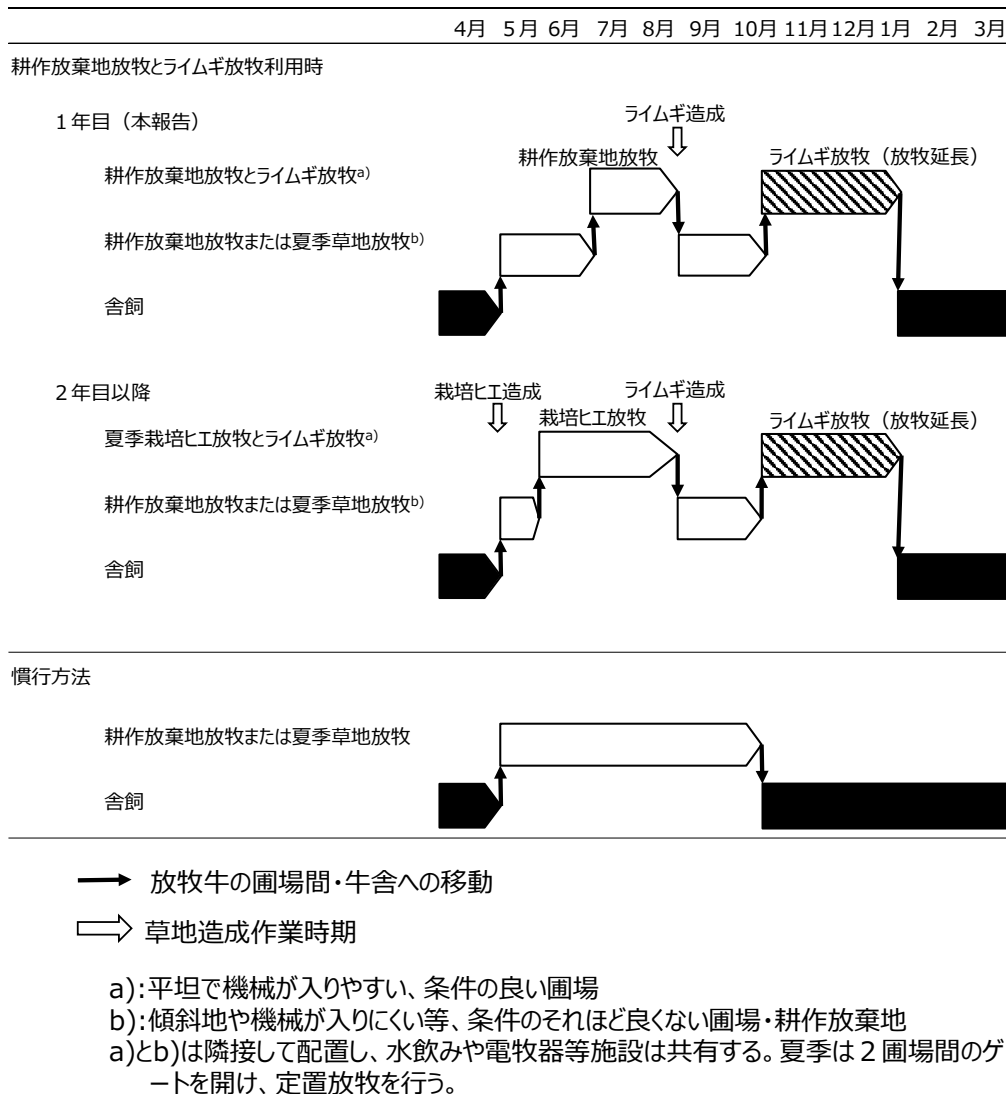 4月 5月 6月 7月 8月 9月 10月 11月 12月 1月 2月 3月
耕作放棄地放牧とライムギ放牧利用時
1年目（本報告）
ライムギ造成
耕作放棄地放牧
ライムギ放牧（放牧延長）
耕作放棄地放牧とライムギ放牧a)
耕作放棄地放牧または夏季草地放牧b)
舎飼
2年目以降
栽培ヒエ造成
ライムギ造成
栽培ヒエ放牧
ライムギ放牧（放牧延長）
夏季栽培ヒエ放牧とライムギ放牧a)
耕作放棄地放牧または夏季草地放牧b)
舎飼
慣行方法
耕作放棄地放牧または夏季草地放牧
舎飼
放牧牛の圃場間・牛舎への移動
草地造成作業時期
a):平坦で機械が入りやすい、条件の良い圃場
b):傾斜地や機械が入りにくい等、条件のそれほど良くない圃場・耕作放棄地
a)とb)は隣接して配置し、水飲みや電牧器等施設は共有する。夏季は2圃場間のゲ
ートを開け、定置放牧を行う。